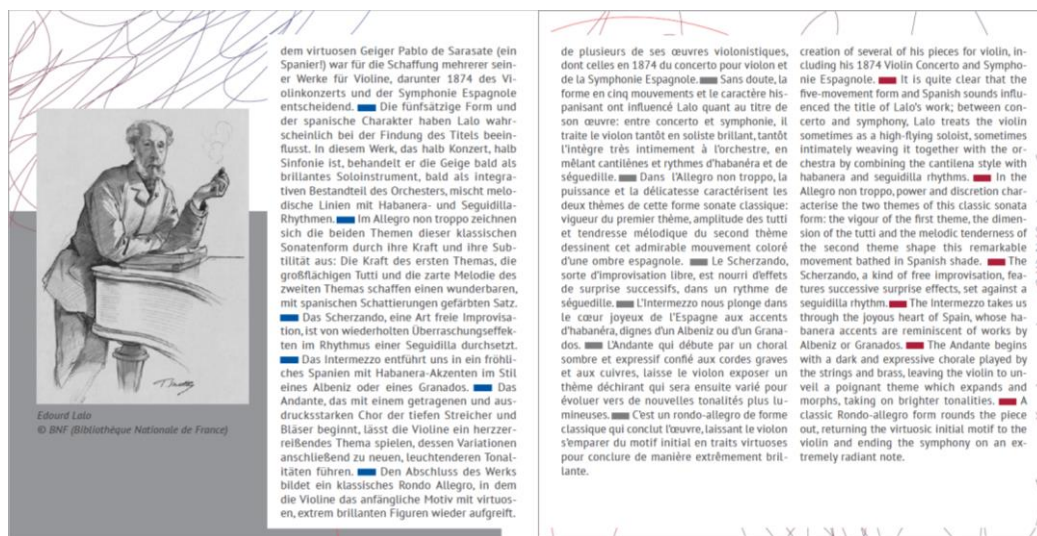 dem virtuosen Geiger Pablo de Sarasate (ein
Spanier!) war für die Schaffung mehrerer sein-
er Werke für Violine, darunter 1874 des Vi-
olinkonzerts und der Symphonie Espagnole
entscheidend. Die fünfsätzige Form und
der spanische Charakter haben Lalo wahr-
scheinlich bei der Findung des Titels beein-
flusst. In diesem Werk, das halb Konzert, halb
Sinfonie ist, behandelt er die Geige bald als
brillantes Soloinstrument, bald als integra-
tiven Bestandteil des Orchesters, mischt melo-
dische Linien mit Habanera- und Seguidilla-
Rhythmen. Im Allegro non troppo zeichnen
sich die beiden Themen dieser klassischen
Sonatenform durch ihre Kraft und ihre Sub-
tilität aus: Die Kraft des ersten Themas, die
großflächigen Tutti und die zarte Melodie des
zweiten Themas schaffen einen wunderbaren,
mit spanischen Schattierungen gefärbten Satz.
Das Scherzando, eine Art freie Improvisa-
tion, ist von wiederholten Überraschungseffek-
ten im Rhythmus einer Seguidilla durchsetzt.
Das Intermezzo entführt uns in ein fröhli-
ches Spanien mit Habanera-Akzenten im Stil
eines Albeniz oder eines Granados. Das
Andante, das mit einem getragenen und aus-
drucksstarken Chor der tiefen Streicher und
Bläser beginnt, lässt die Violine ein herzzer-
reißendes Thema spielen, dessen Variationen
anschließend zu neuen, leuchtenderen Tonal-
itäten führen. Den Abschluss des Werks
bildet ein klassisches Rondo Allegro, in dem
die Violine das anfängliche Motiv mit virtuos-
en, extrem brillanten Figuren wieder aufgreift.
Edourd Lalo
© BNF (Bibliothèque Nationale de France)
de plusieurs de ses œuvres violonistiques,
dont celles en 1874 du concerto pour violon et
de la Symphonie Espagnole. Sans doute, la
forme en cinq mouvements et le caractère his-
panisant ont influencé Lalo quant au titre de
son œuvre: entre concerto et symphonie, il
traite le violon tantôt en soliste brillant, tantôt
l'intègre très intimement à l'orchestre, en
mêlant cantilènes et rythmes d'habanéra et de
séguedille. Dans l'Allegro non troppo, la
puissance et la délicatesse caractérisent les
deux thèmes de cette forme sonate classique:
vigueur du premier thème, amplitude des tutti
et tendresse mélodique du second thème
dessinent cet admirable mouvement coloré
d'une ombre espagnole. Le Scherzando,
sorte d'improvisation libre, est nourri d'effets
de surprise successifs, dans un rythme de
séguedille. L'Intermezzo nous plonge dans
le cœur joyeux de l'Espagne aux accents
d'habanéra, dignes d'un Albeniz ou d'un Grana-
dos. L'Andante qui débute par un choral
sombre et expressif confié aux cordes graves
et aux cuivres, laisse le violon exposer un
thème déchirant qui sera ensuite varié pour
évoluer vers de nouvelles tonalités plus lu-
mineuses. C'est un rondo-allegro de forme
classique qui conclut l'œuvre, laissant le violon
s'emparer du motif initial en traits virtuoses
pour conclure de manière extrêmement bril-
lante.
creation of several of his pieces for violin, in-
cluding his 1874 Violin Concerto and Sympho-
nie Espagnole. It is quite clear that the
five-movement form and Spanish sounds influ-
enced the title of Lalo's work; between con-
certo and symphony, Lalo treats the violin
sometimes as a high-flying soloist, sometimes
intimately weaving it together with the or-
chestra by combining the cantilena style with
habanera and seguidilla rhythms. In the
Allegro non troppo, power and discretion char-
acterise the two themes of this classic sonata
form: the vigour of the first theme, the dimen-
sion of the tutti and the melodic tenderness of
the second theme shape this remarkable
movement bathed in Spanish shade. The
Scherzando, a kind of free improvisation, fea-
tures successive surprise effects, set against a
seguidilla rhythm. The Intermezzo takes us
through the joyous heart of Spain, whose ha-
banera accents are reminiscent of works by
Albeniz or Granados. The Andante begins
with a dark and expressive chorale played by
the strings and brass, leaving the violin to un-
veil a poignant theme which expands and
morphs, taking on brighter tonalities. A
classic Rondo-allegro form rounds the piece
out, returning the virtuosic initial motif to the
violin and ending the symphony on an ex-
tremely radiant note.